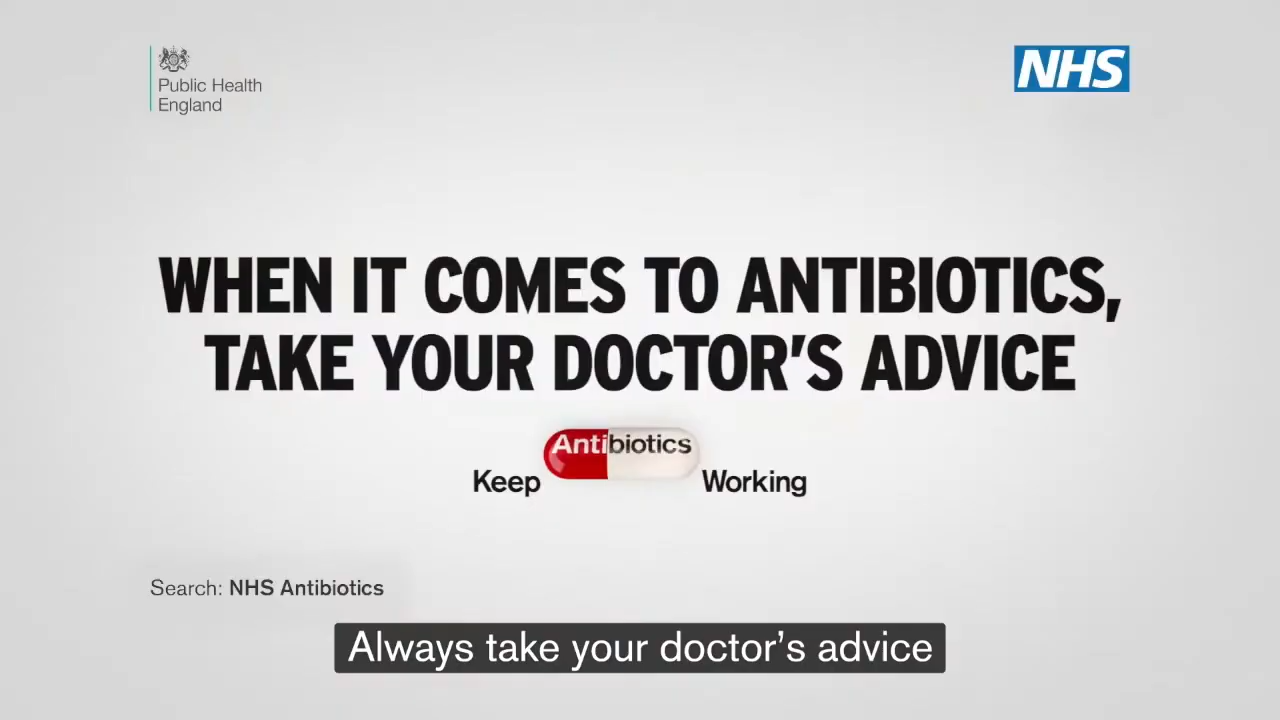 Public Health
England
NHS
WHEN IT COMES TO ANTIBIOTICS,
TAKE YOUR DOCTOR'S ADVICE
Keep Antibiotics Working
Search: NHS Antibiotics
Always take your doctor's advice